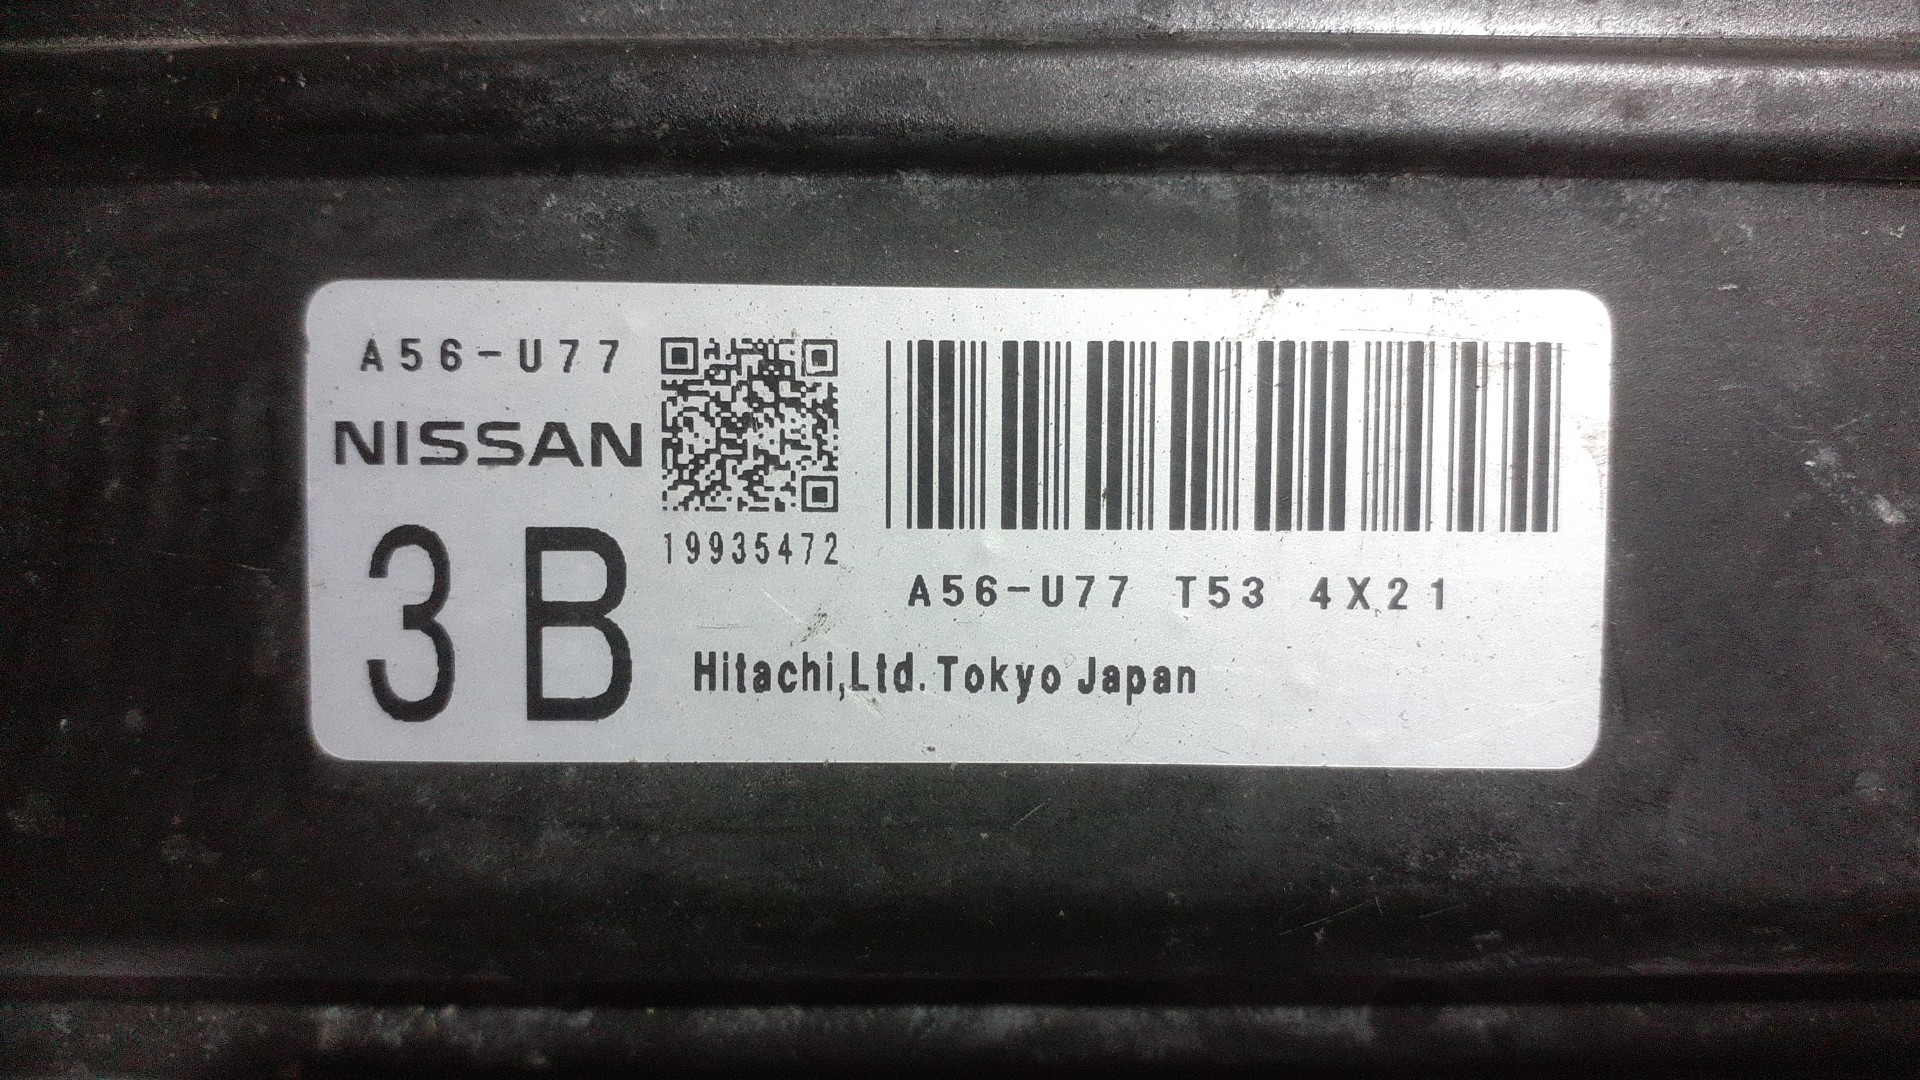 A56-U77
NISSAN
3B
19935472
A56-U77 T53 4X21
Hitachi,Ltd. Tokyo Japan